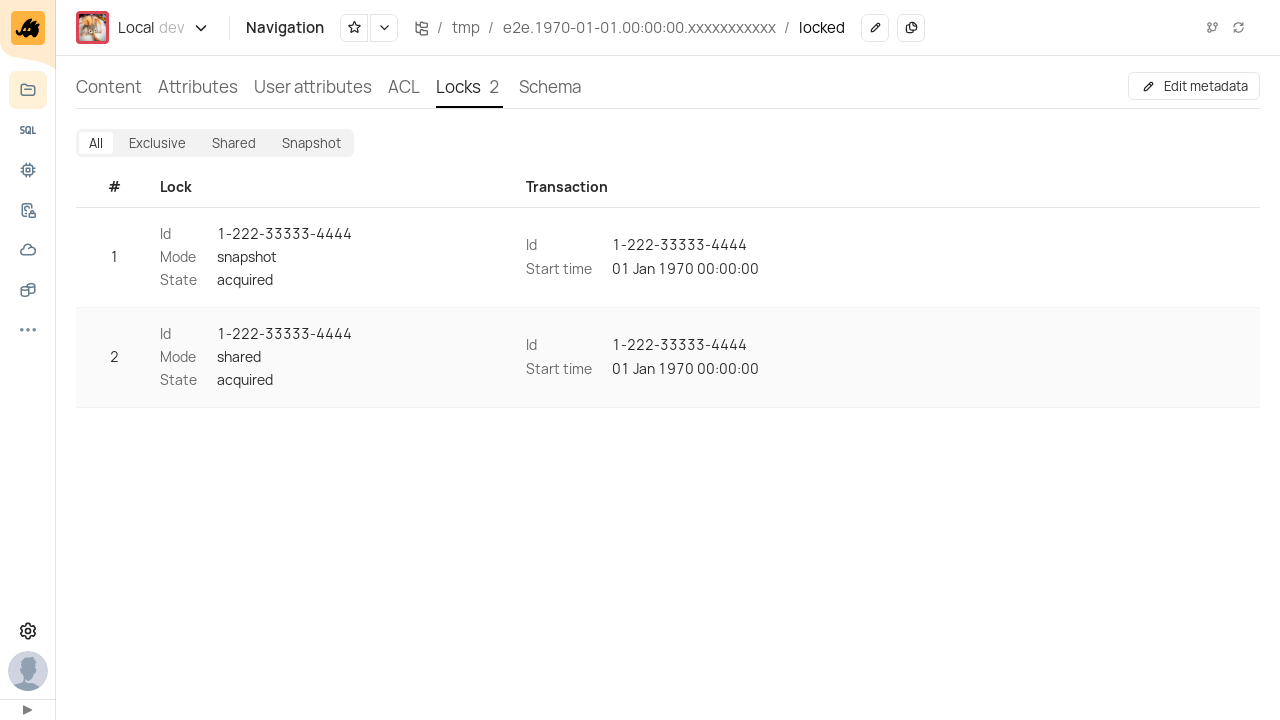 Local dev Navigation / tmp / e2e.1970-01-01.00:00:00.xxxxxxxxxxx / locked
SQL
Content Attributes User attributes ACL Locks 2 Schema Edit metadata
All Exclusive Shared Snapshot
# Lock Transaction
1
Id 1-222-33333-4444
Mode snapshot
State acquired
Id 1-222-33333-4444
Start time 01 Jan 1970 00:00:00
2
Id 1-222-33333-4444
Mode shared
State acquired
Id 1-222-33333-4444
Start time 01 Jan 1970 00:00:00